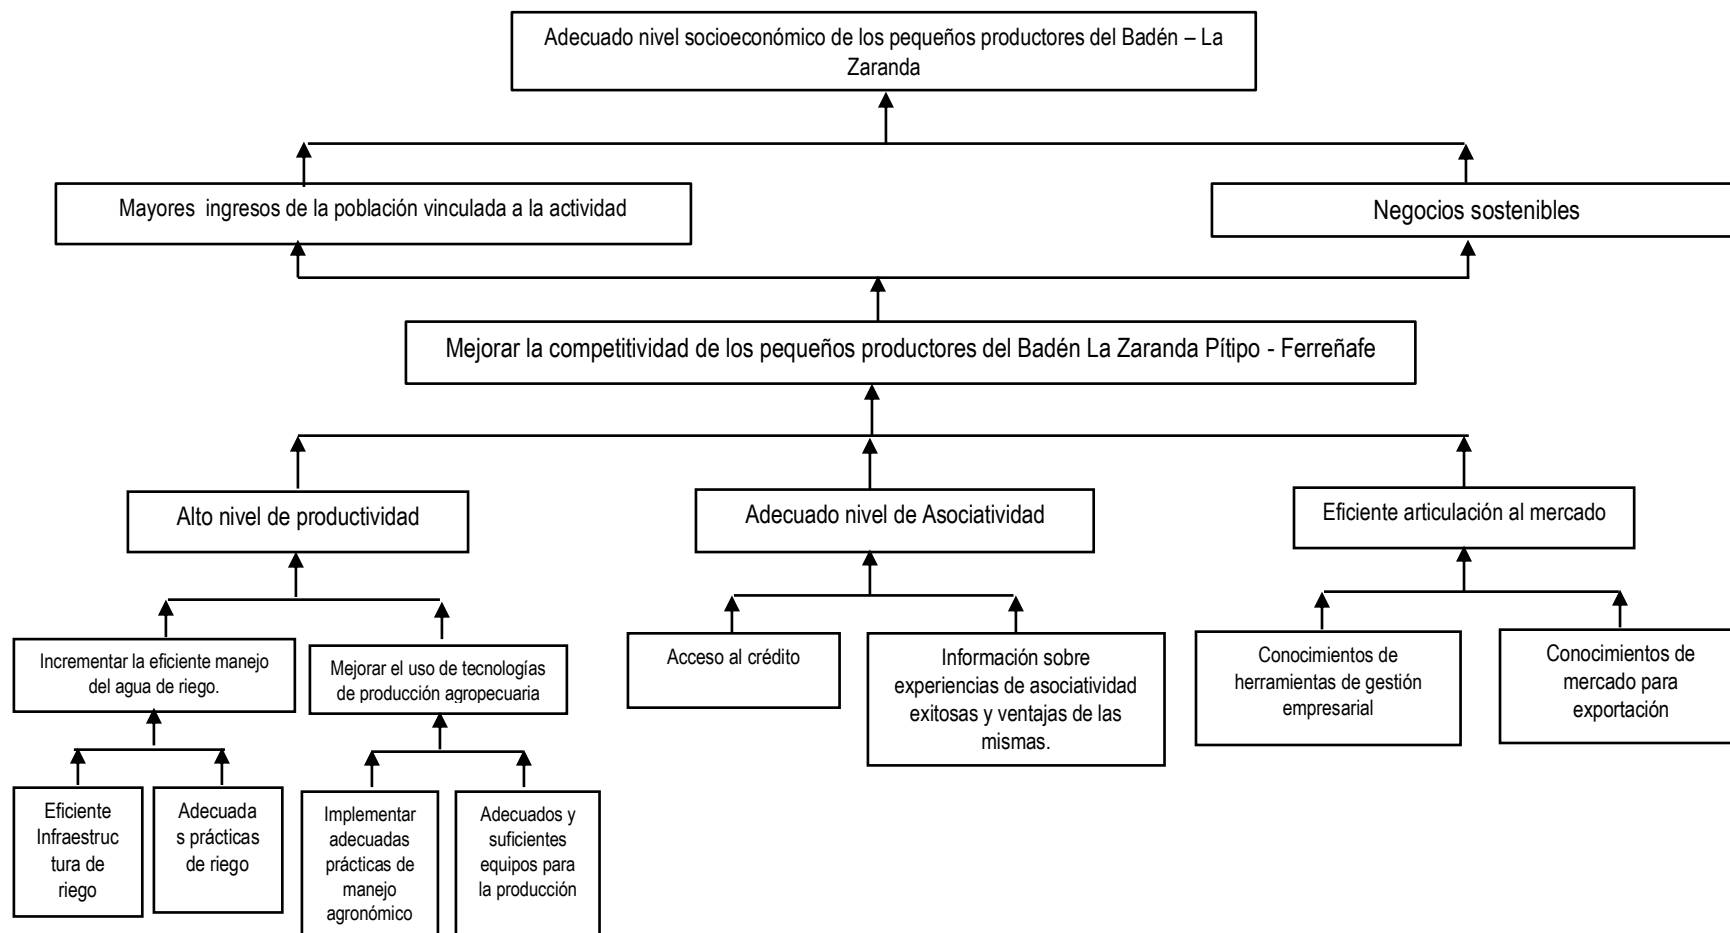 Adecuado nivel socioeconómico de los pequeños productores del Badén – La
Zaranda
Mayores ingresos de la población vinculada a la actividad
Negocios sostenibles
Mejorar la competitividad de los pequeños productores del Badén La Zaranda Pítipo - Ferreñafe
Alto nivel de productividad
Adecuado nivel de Asociatividad
Eficiente articulación al mercado
Incrementar la eficiente manejo
del agua de riego.
Mejorar el uso de tecnologías
de producción agropecuaria
Acceso al crédito
Información sobre
experiencias de asociatividad
exitosas y ventajas de las
mismas.
Conocimientos de
herramientas de gestión
empresarial
Conocimientos de
mercado para
exportación
Eficiente
Infraestruc
tura de
riego
Adecuada
s prácticas
de riego
Implementar
adecuadas
prácticas de
manejo
agronómico
Adecuados y
suficientes
equipos para
la producción